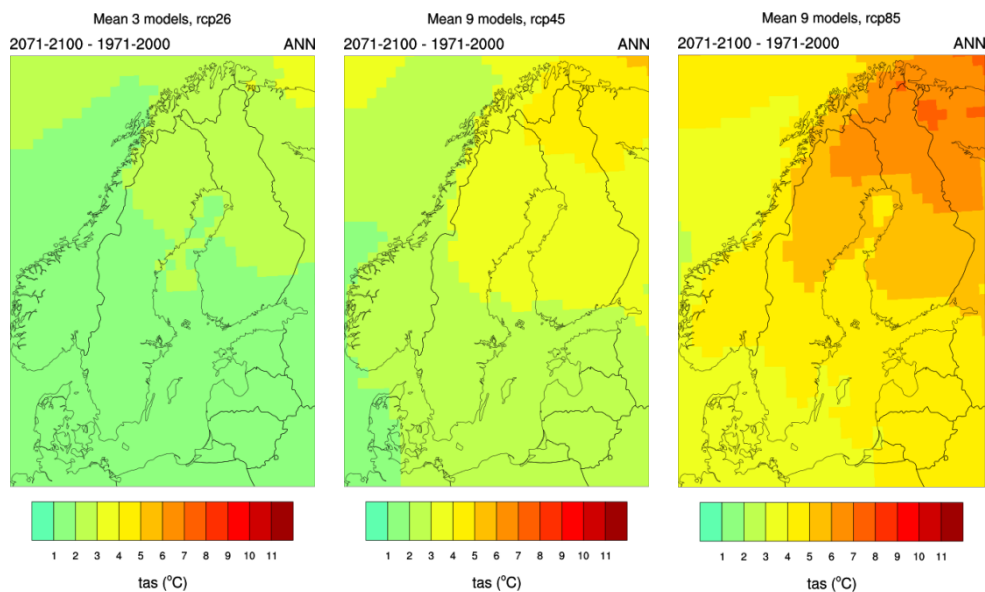 Mean 3 models, rcp26
2071-2100 - 1971-2000 ANN
1 2 3 4 5 6 7 8 9 10 11
tas (°C)
Mean 9 models, rcp45
2071-2100 - 1971-2000 ANN
1 2 3 4 5 6 7 8 9 10 11
tas (°C)
Mean 9 models, rcp85
2071-2100 - 1971-2000 ANN
1 2 3 4 5 6 7 8 9 10 11
tas (°C)